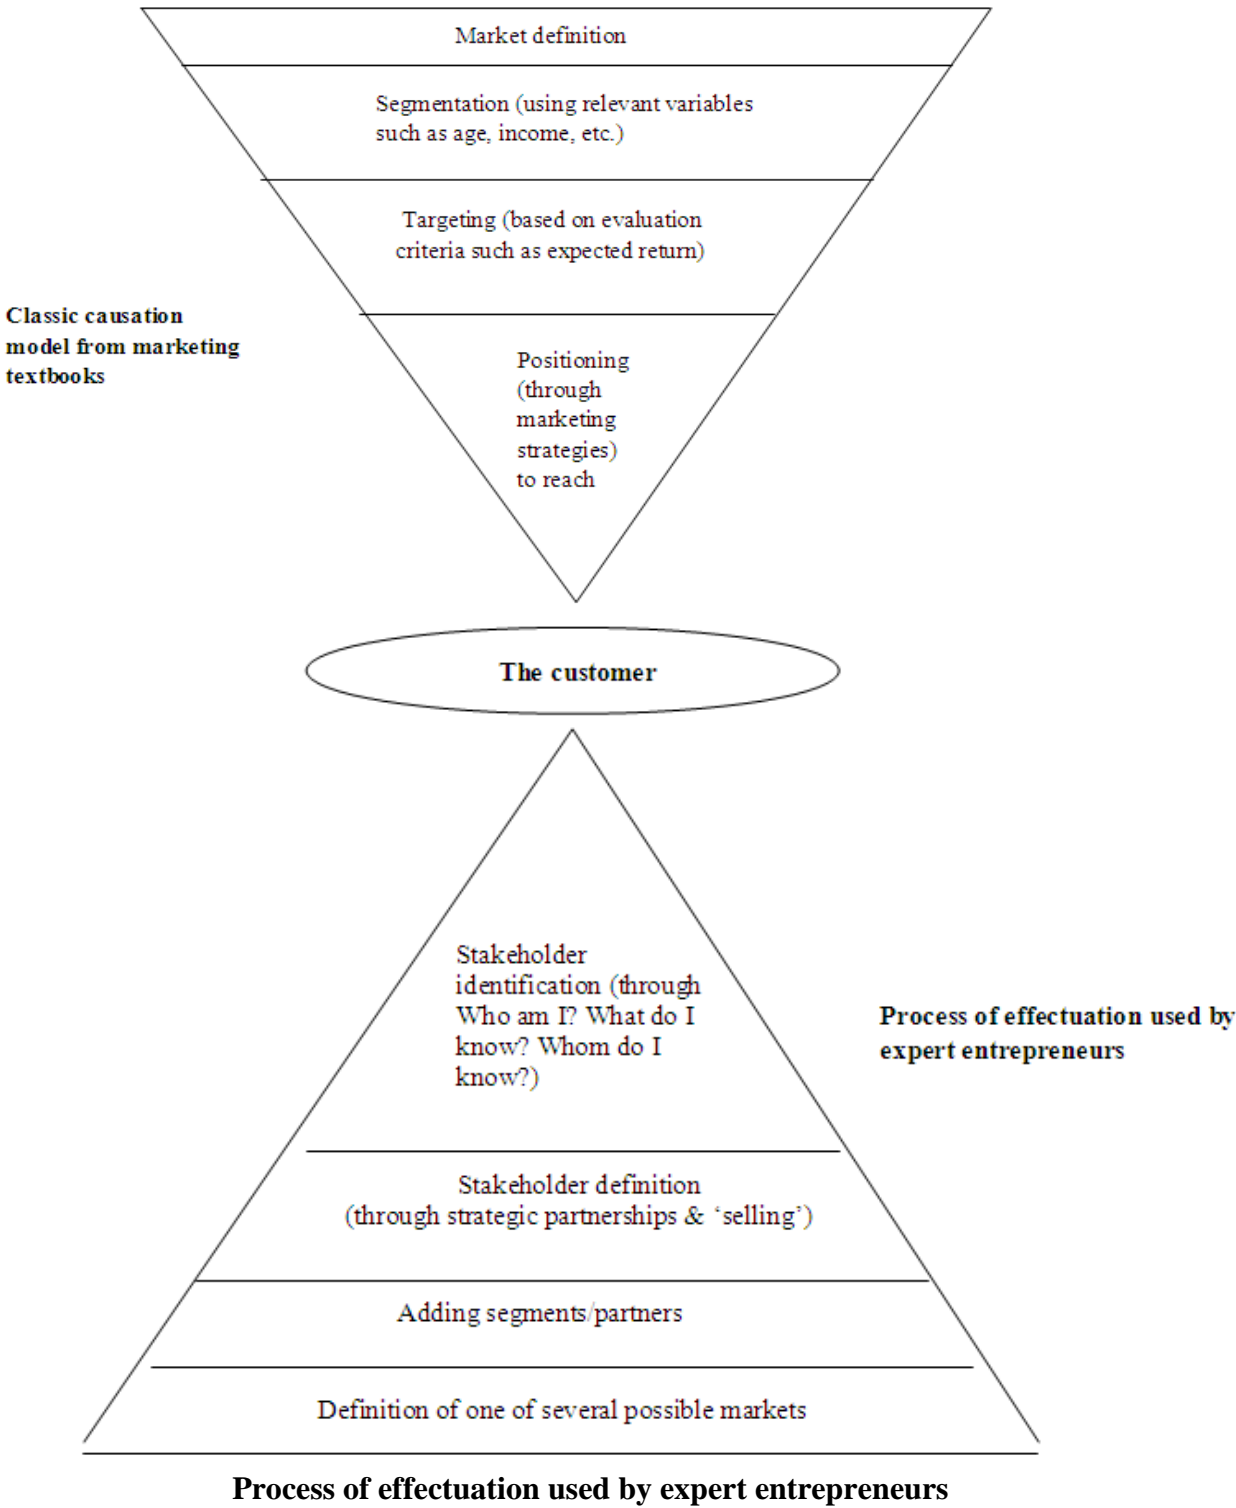 Market definition
Segmentation (using relevant variables
such as age, income, etc.)
Targeting (based on evaluation
criteria such as expected return)
Classic causation
model from marketing
textbooks
Positioning
(through
marketing
strategies)
to reach
The customer
Stakeholder
identification (through
Who am I? What do I
know? Whom do I
know?)
Process of effectuation used by
expert entrepreneurs
Stakeholder definition
(through strategic partnerships & ‘selling’)
Adding segments/partners
Definition of one of several possible markets
Process of effectuation used by expert entrepreneurs